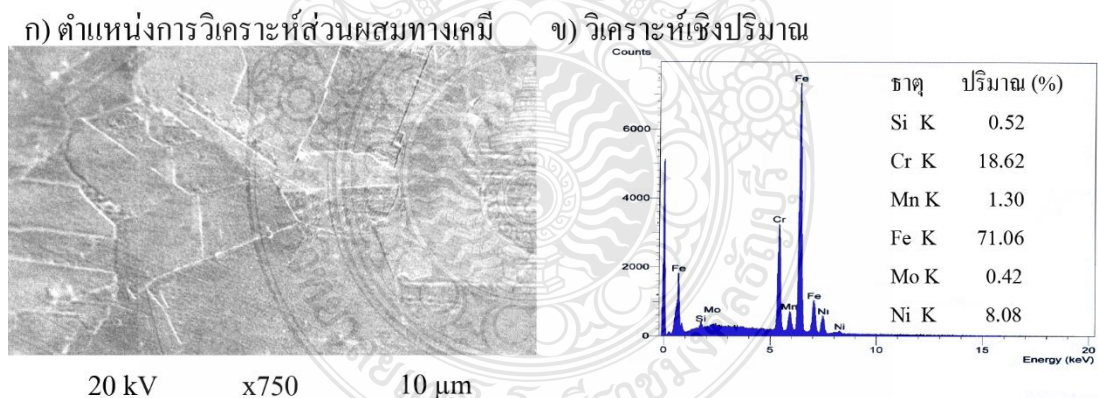 ก) ตำแหน่งการวิเคราะห์ส่วนผสมทางเคมี
ข) วิเคราะห์เชิงปริมาณ
Counts
6000
4000
2000
0
Fe
Si
Mo
Cr
Mn
Fe
Fe
Ni
Ni
0
5
10
15
20
Energy (keV)
ธาตุ ปริมาณ (%)
Si K 0.52
Cr K 18.62
Mn K 1.30
Fe K 71.06
Mo K 0.42
Ni K 8.08
20 kV x750 10 µm